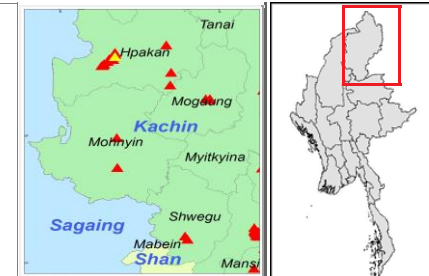 Tanai
Hpakan
Mogaung
Kachin
Mohnyin
Myitkyina
Shwegu
Sagaing
Mabein
Shan
Mansi